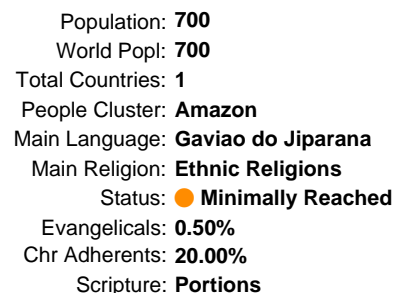 Population: 700
World Popl: 700
Total Countries: 1
People Cluster: Amazon
Main Language: Gaviao do Jiparana
Main Religion: Ethnic Religions
Status: Minimally Reached
Evangelicals: 0.50%
Chr Adherents: 20.00%
Scripture: Portions